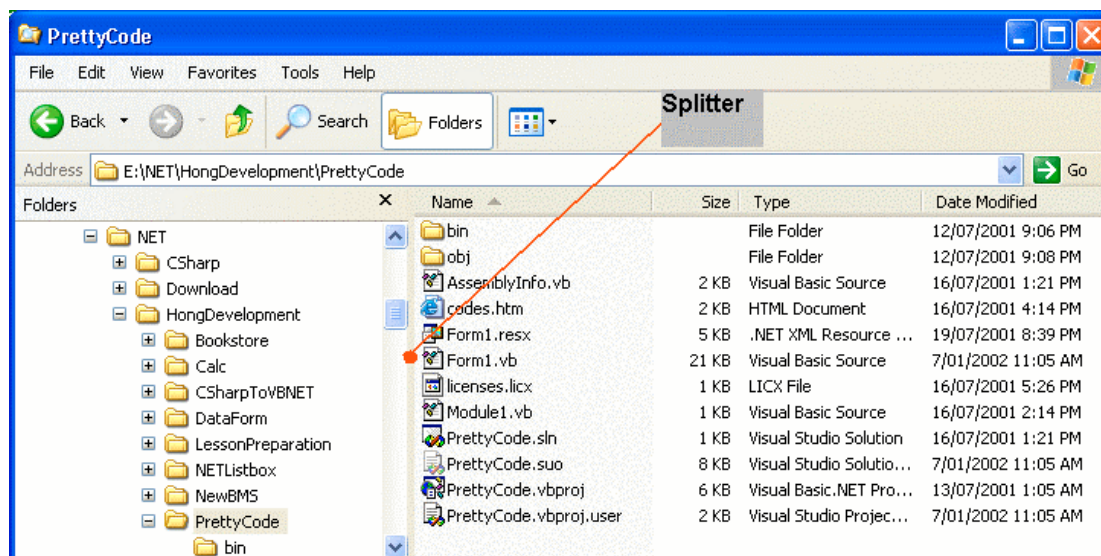 PrettyCode
File Edit View Favorites Tools Help
Back Search Folders
Splitter
Address E:\NET\HongDevelopment\PrettyCode Go
Folders Name Size Type Date Modified
NET
CSharp
Download
HongDevelopment
Bookstore
Calc
CSharpToVBNET
DataForm
LessonPreparation
NETListbox
NewBMS
PrettyCode
bin
bin File Folder 12/07/2001 9:06 PM
obj File Folder 12/07/2001 9:08 PM
AssemblyInfo.vb 2 KB Visual Basic Source 16/07/2001 1:21 PM
codes.htm 2 KB HTML Document 16/07/2001 4:14 PM
Form1.resx 5 KB .NET XML Resource ... 19/07/2001 8:39 PM
Form1.vb 21 KB Visual Basic Source 7/01/2002 11:05 AM
licenses.licx 1 KB LICX File 16/07/2001 5:26 PM
Module1.vb 1 KB Visual Basic Source 16/07/2001 2:14 PM
PrettyCode.sln 1 KB Visual Studio Solution 16/07/2001 1:21 PM
PrettyCode.suo 8 KB Visual Studio Solutio... 7/01/2002 11:05 AM
PrettyCode.vbproj 6 KB Visual Basic.NET Pro... 13/07/2001 1:05 AM
PrettyCode.vbproj.user 2 KB Visual Studio Projec... 7/01/2002 11:05 AM